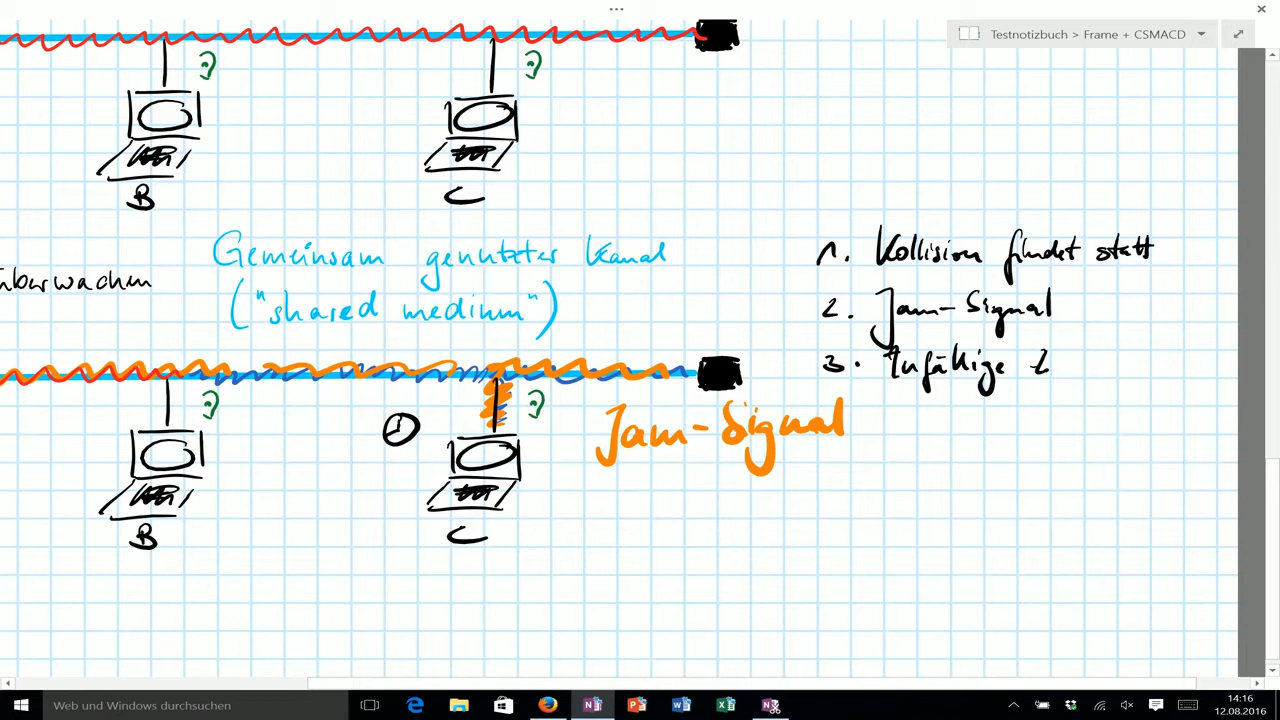 Testnotizbuch > Frame + CSMACD
B
C
Gemeinsam genutzter Kanal
("shared medium")
überwachen
1. Kollision findet statt
2. Jam-Signal
3. Zufällige
Jam-Signal
B
C
Web und Windows durchsuchen
14:16
12.08.2016